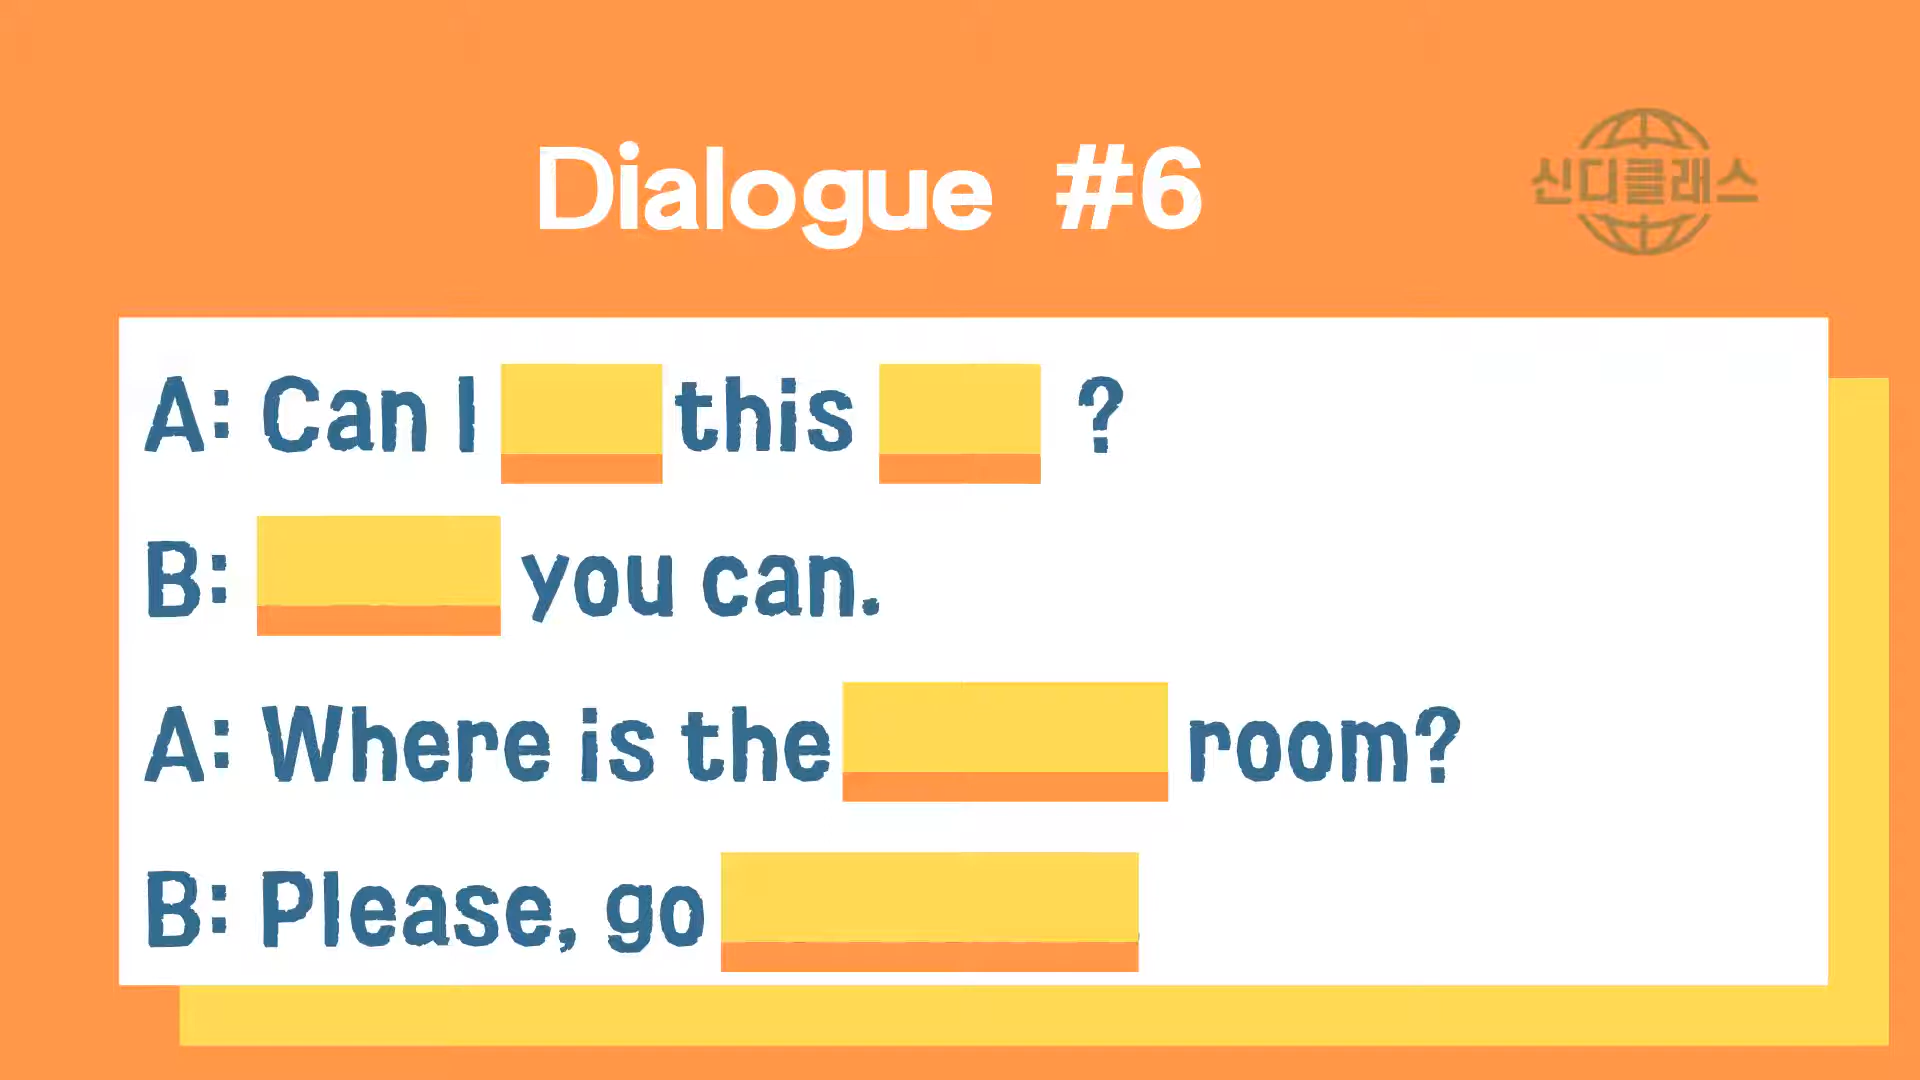 Dialogue #6
신디클래스
A: Can I this ?
B: you can.
A: Where is the room?
B: Please, go